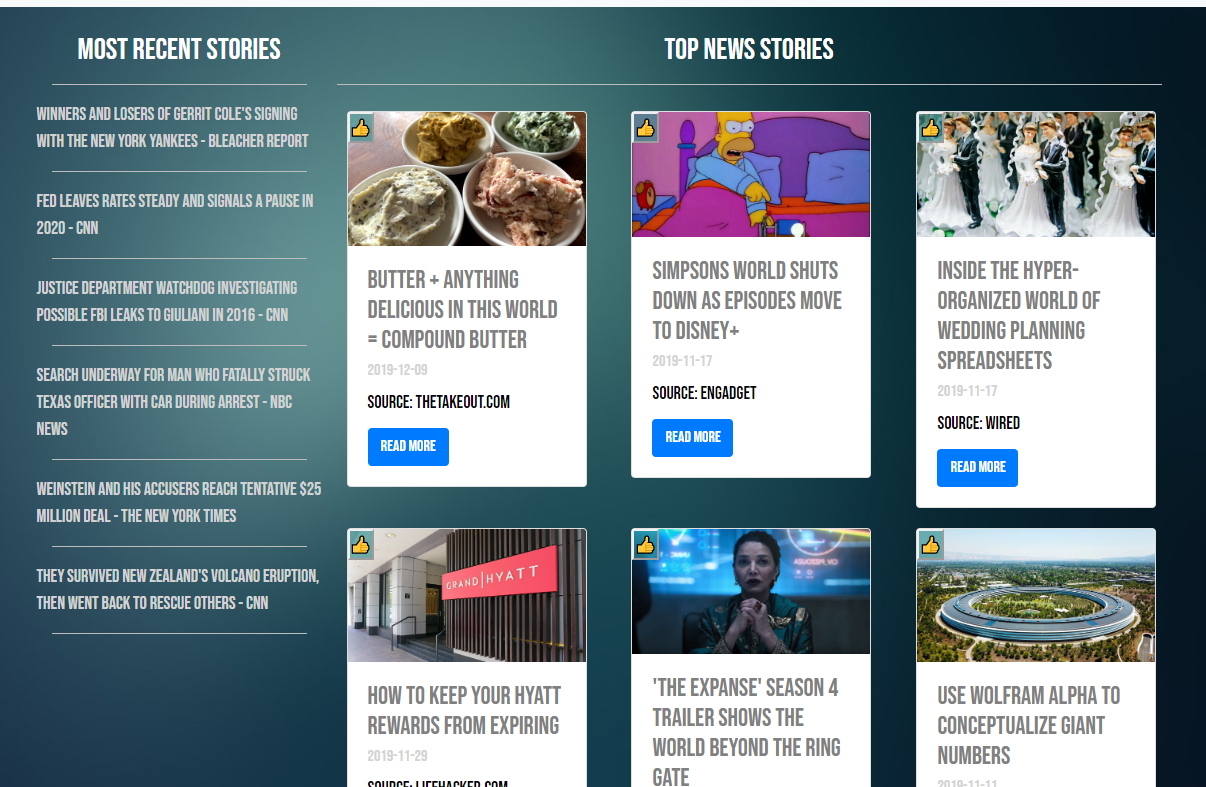 MOST RECENT STORIES
WINNERS AND LOSERS OF GERRIT COLE'S SIGNING
WITH THE NEW YORK YANKEES - BLEACHER REPORT
FED LEAVES RATES STEADY AND SIGNALS A PAUSE IN
2020 - CNN
JUSTICE DEPARTMENT WATCHDOG INVESTIGATING
POSSIBLE FBI LEAKS TO GIULIANI IN 2016 - CNN
SEARCH UNDERWAY FOR MAN WHO FATALLY STRUCK
TEXAS OFFICER WITH CAR DURING ARREST - NBC
NEWS
WEINSTEIN AND HIS ACCUSERS REACH TENTATIVE $25
MILLION DEAL - THE NEW YORK TIMES
THEY SURVIVED NEW ZEALAND'S VOLCANO ERUPTION,
THEN WENT BACK TO RESCUE OTHERS - CNN
TOP NEWS STORIES
BUTTER + ANYTHING
DELICIOUS IN THIS WORLD
= COMPOUND BUTTER
2019-12-09
SOURCE: THETAKEOUT.COM
READ MORE
SIMPSONS WORLD SHUTS
DOWN AS EPISODES MOVE
TO DISNEY+
2019-11-17
SOURCE: ENGADGET
READ MORE
INSIDE THE HYPER-
ORGANIZED WORLD OF
WEDDING PLANNING
SPREADSHEETS
2019-11-17
SOURCE: WIRED
READ MORE
GRAND|HYATT
HOW TO KEEP YOUR HYATT
REWARDS FROM EXPIRING
2019-11-29
SOURCE: LIFEHACKER.COM
'THE EXPANSE' SEASON 4
TRAILER SHOWS THE
WORLD BEYOND THE RING
GATE
USE WOLFRAM ALPHA TO
CONCEPTUALIZE GIANT
NUMBERS
2019-11-11